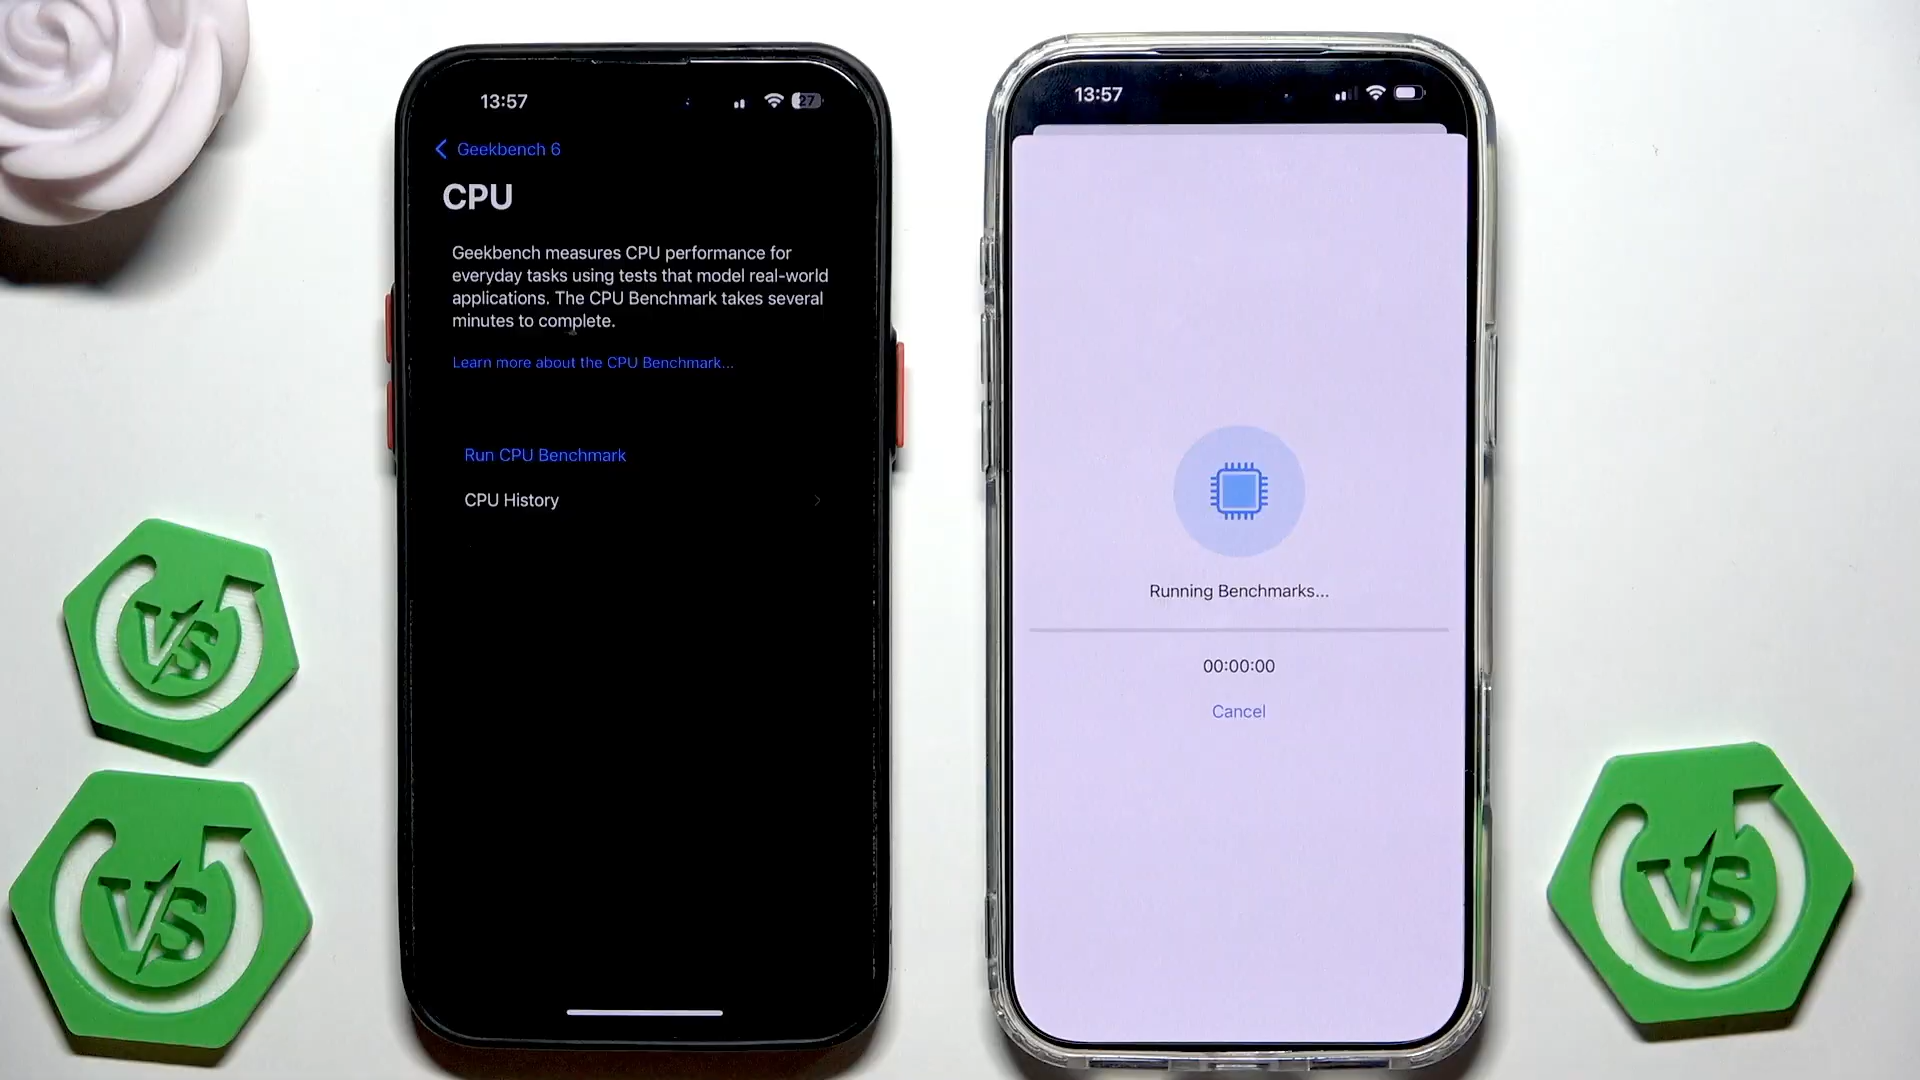 13:57
27
Geekbench 6
CPU
Geekbench measures CPU performance for
everyday tasks using tests that model real-world
applications. The CPU Benchmark takes several
minutes to complete.
Learn more about the CPU Benchmark...
Run CPU Benchmark
CPU History
13:57
Running Benchmarks...
00:00:00
Cancel
VS
VS
VS